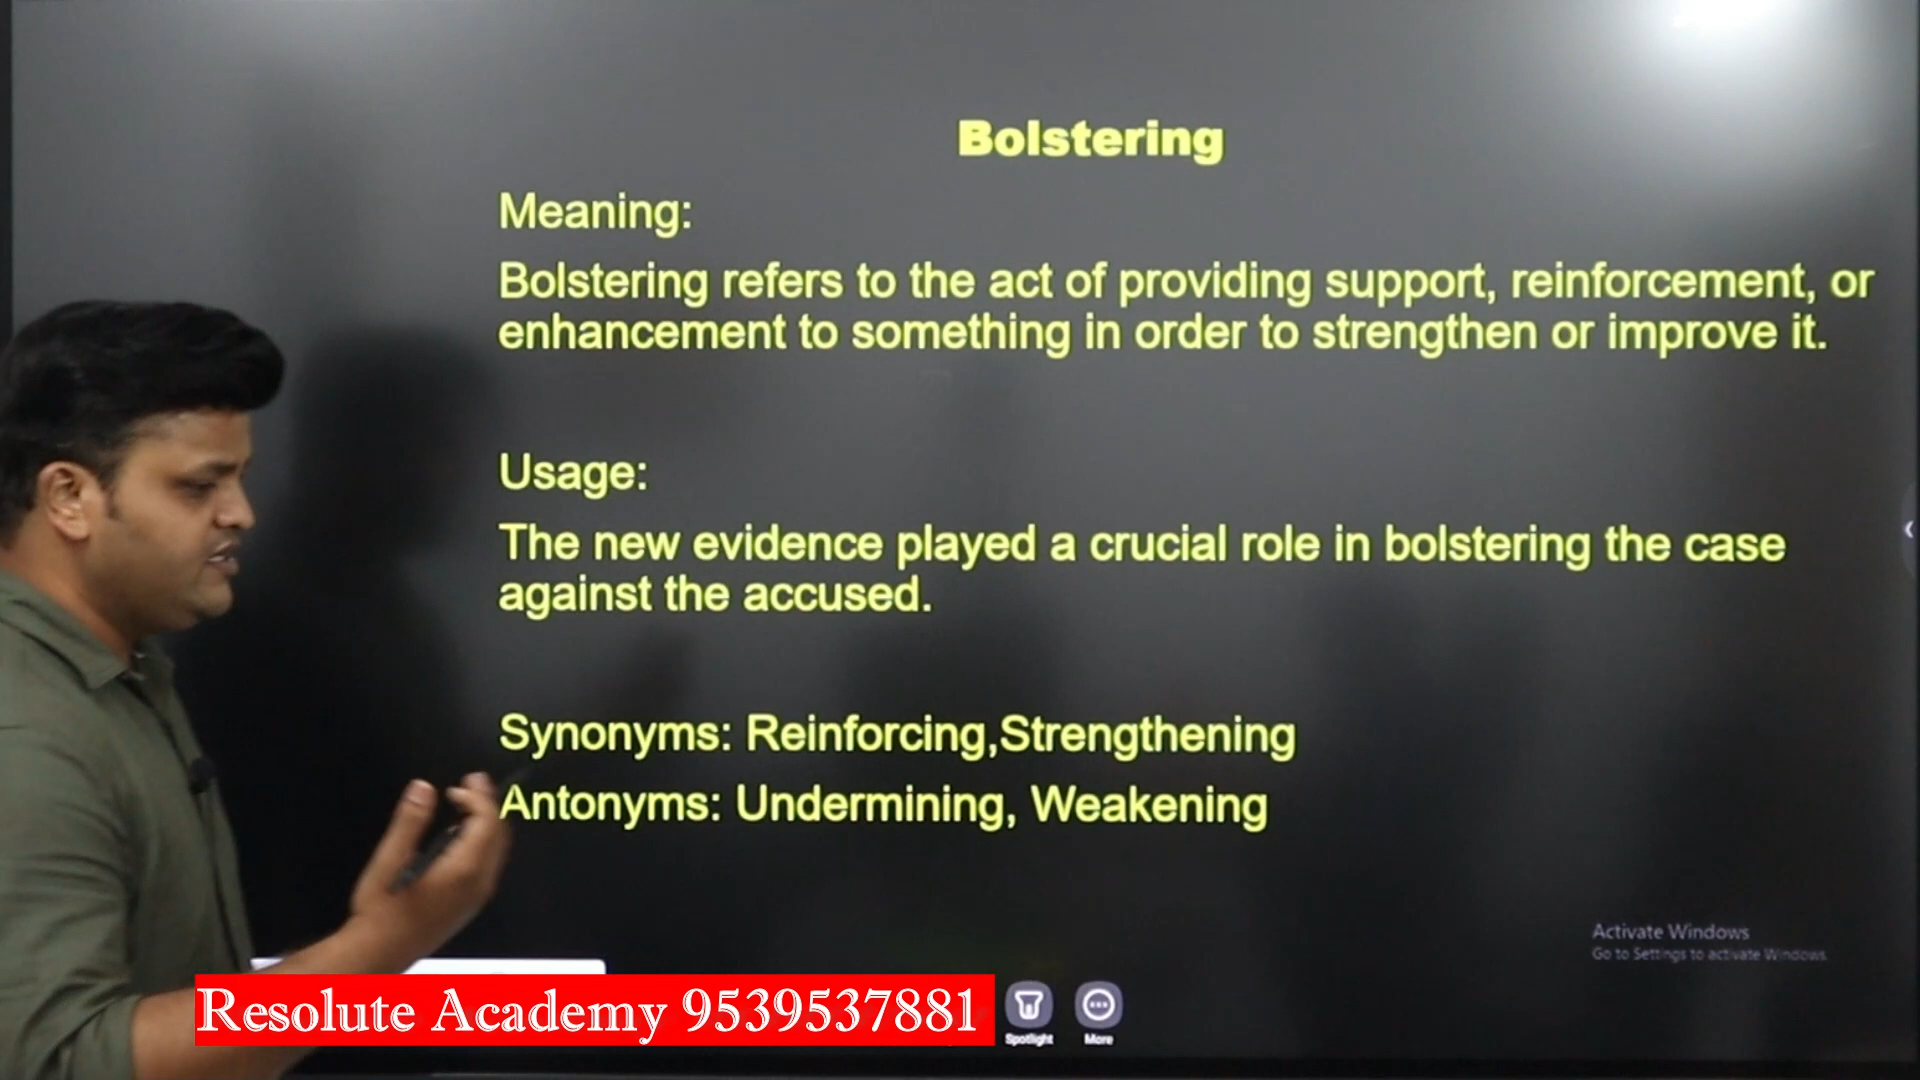 Bolstering
Meaning:
Bolstering refers to the act of providing support, reinforcement, or
enhancement to something in order to strengthen or improve it.
Usage:
The new evidence played a crucial role in bolstering the case
against the accused.
Synonyms: Reinforcing,Strengthening
Antonyms: Undermining, Weakening
Activate Windows
Go to Settings to activate Windows.
Resolute Academy 9539537881
Spotlight
More